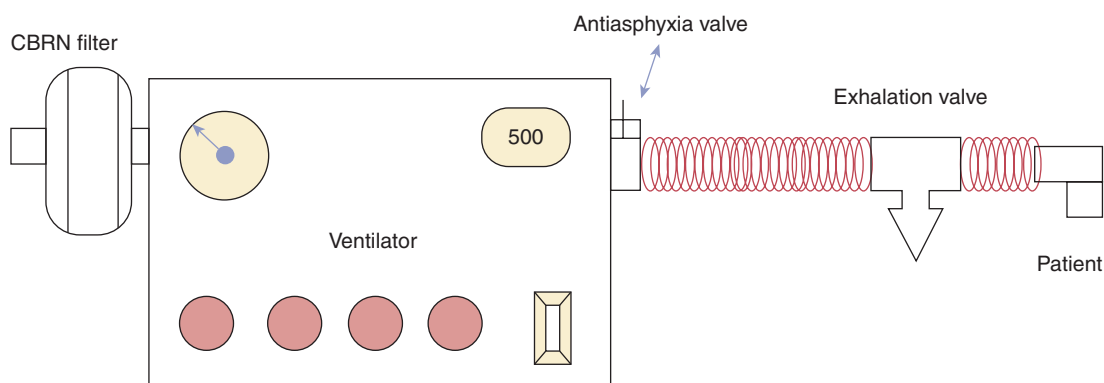 Antiasphyxia valve
CBRN filter
Exhalation valve
500
Ventilator
Patient